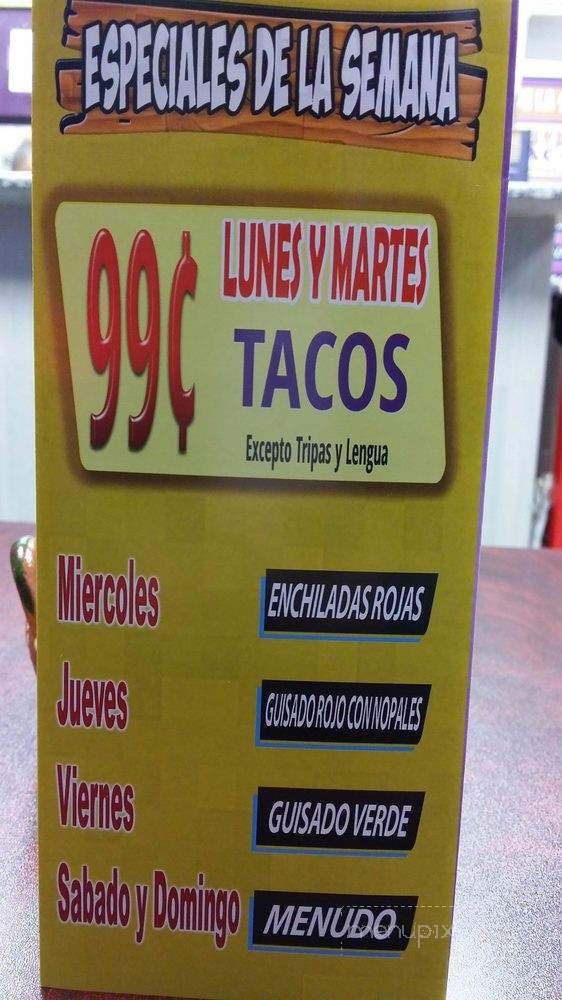 ESPECIALES DE LA SEMANA
99¢
LUNES Y MARTES
TACOS
Excepto Tripas y Lengua
Miercoles
ENCHILADAS ROJAS
Jueves
GUISADO ROJO CON NOPALES
Viernes
GUISADO VERDE
Sabado y Domingo
MENUDO
menupix